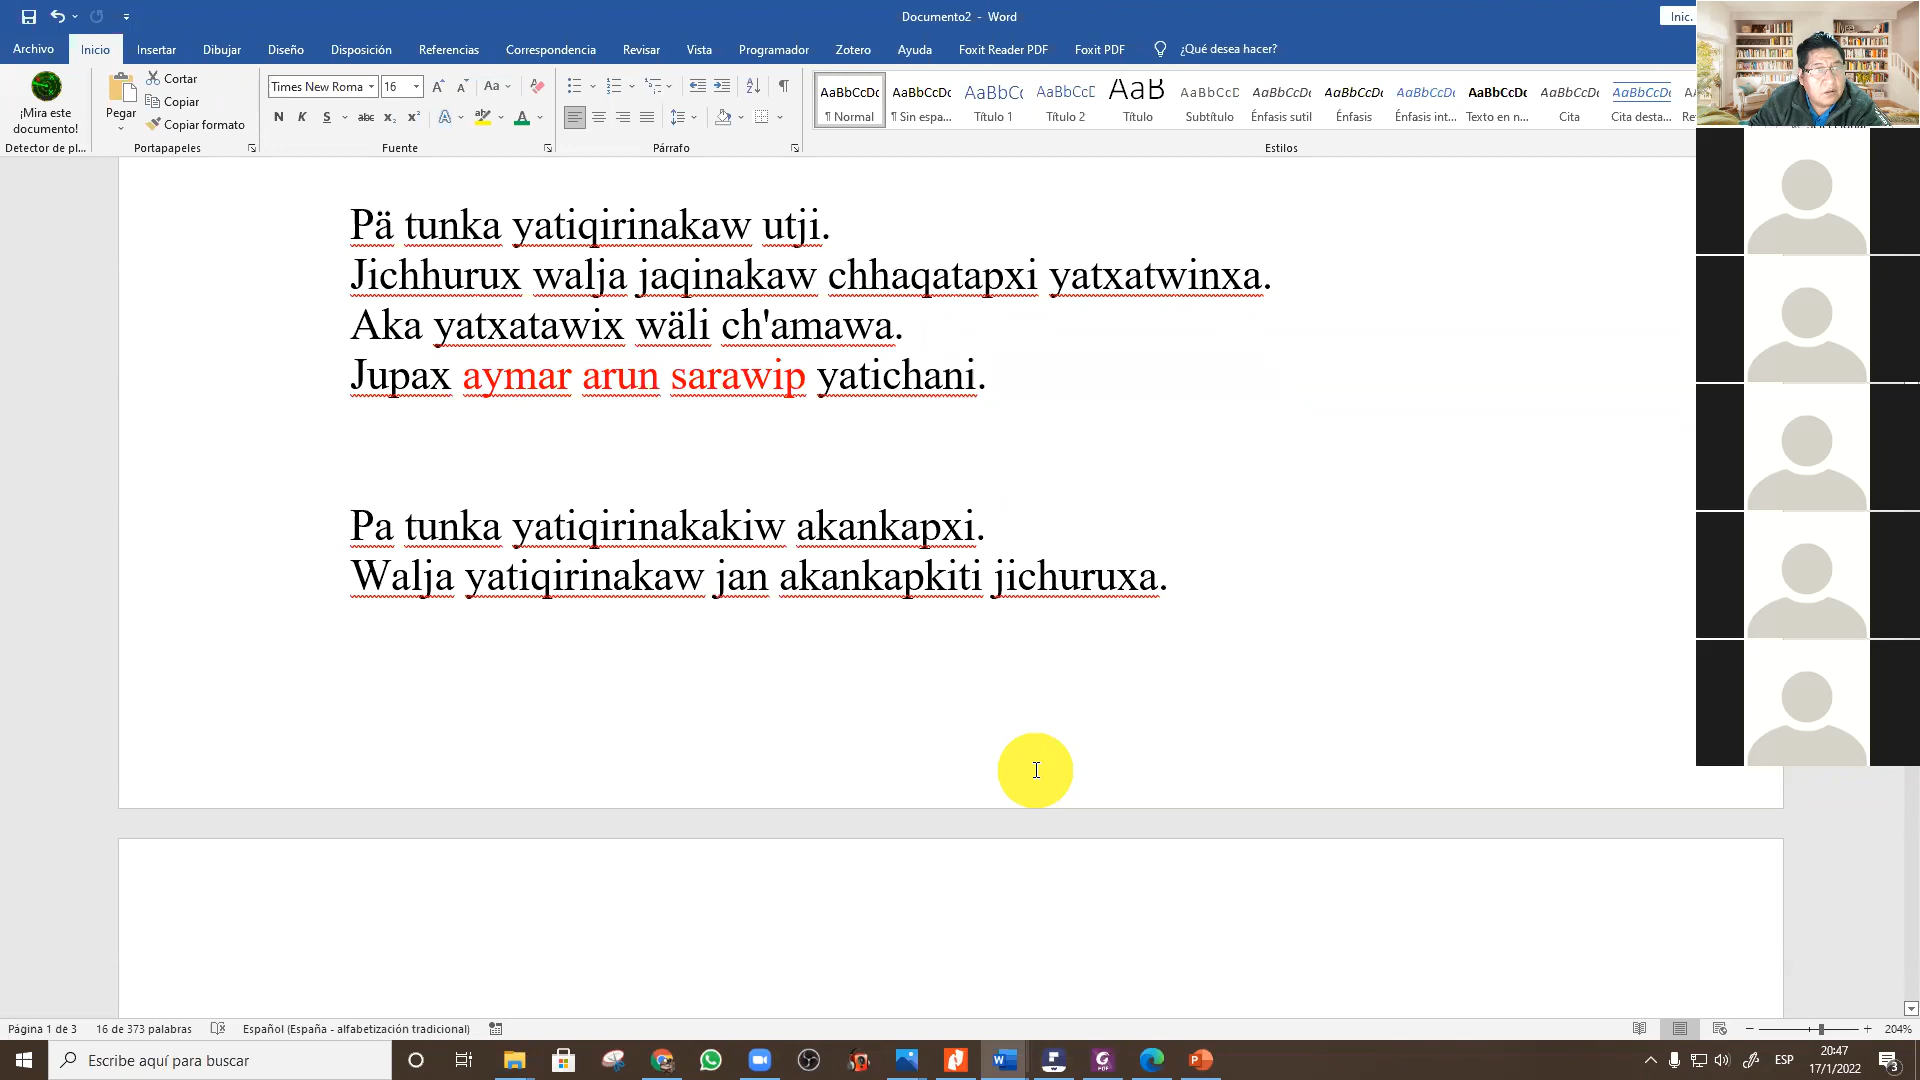 Documento2 - Word
Inic.
Archivo Inicio Insertar Dibujar Diseño Disposición Referencias Correspondencia Revisar Vista Programador Zotero Ayuda Foxit Reader PDF Foxit PDF ¿Qué desea hacer?
¡Mira este documento!
Detector de pl...
Pegar
Cortar
Copiar
Copiar formato
Portapapeles
Times New Roma 16
N K S abc
Fuente
Párrafo
¶ Normal
¶ Sin espa...
Título 1
Título 2
Título
Subtítulo
Énfasis sutil
Énfasis
Énfasis int...
Texto en n...
Cita
Cita desta...
Estilos
Pä tunka yatiqirinakaw utji.
Jichhurux walja jaqinakaw chhaqatapxi yatxatwinxa.
Aka yatxatawix wäli ch'amawa.
Jupax aymar arun sarawip yatichani.
Pa tunka yatiqirinakakiw akankapxi.
Walja yatiqirinakaw jan akankapkiti jichuruxa.
Página 1 de 3 16 de 373 palabras Español (España - alfabetización tradicional) 204%
Escribe aquí para buscar
ESP
20:47
17/1/2022
3